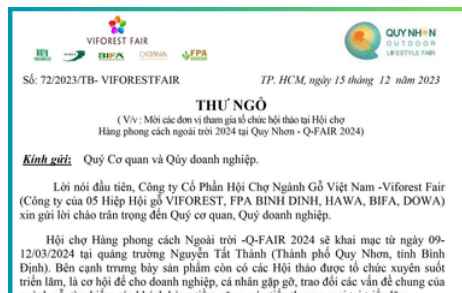 VIFOREST FAIR
BIFA DOWA FPA
QUY NHƠN
OUTDOOR
LIFESTYLE FAIR
Số: 72/2023/TB- VIFORESTFAIR
TP. HCM, ngày 15 tháng 12 năm 2023
THƯ NGỎ
( V/v : Mời các đơn vị tham gia tổ chức hội thảo tại Hội chợ
Hàng phong cách ngoài trời 2024 tại Quy Nhơn - Q-FAIR 2024)
Kính gửi: Quý Cơ quan và Qúy doanh nghiệp.
Lời nói đầu tiên, Công ty Cổ Phần Hội Chợ Ngành Gỗ Việt Nam -Viforest Fair
(Công ty của 05 Hiệp Hội gỗ VIFOREST, FPA BINH DINH, HAWA, BIFA, DOWA)
xin gửi lời chào trân trọng đến Quý cơ quan, Quý doanh nghiệp.
Hội chợ Hàng phong cách Ngoài trời -Q-FAIR 2024 sẽ khai mạc từ ngày 09-
12/03/2024 tại quảng trường Nguyễn Tất Thành (Thành phố Quy Nhơn, tỉnh Bình
Định). Bên cạnh trưng bày sản phẩm còn có các Hội thảo được tổ chức xuyên suốt
triển lãm, là cơ hội để cho doanh nghiệp, cá nhân gặp gỡ, trao đổi các vấn đề chung của